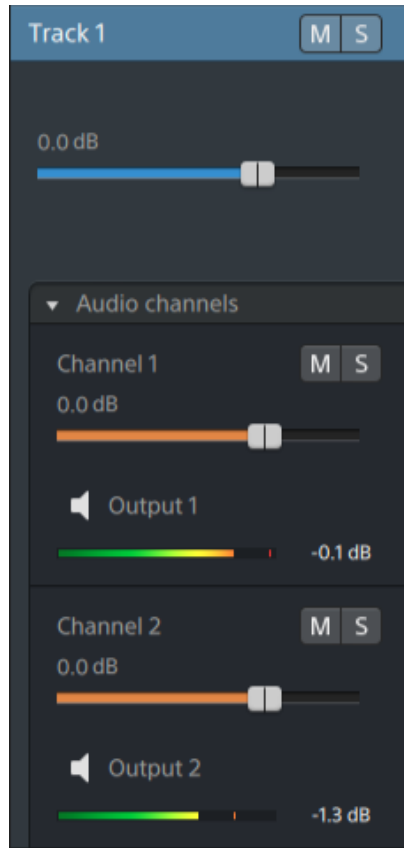 Track 1 M S
0.0 dB
Audio channels
Channel 1 M S
0.0 dB
Output 1
-0.1 dB
Channel 2 M S
0.0 dB
Output 2
-1.3 dB